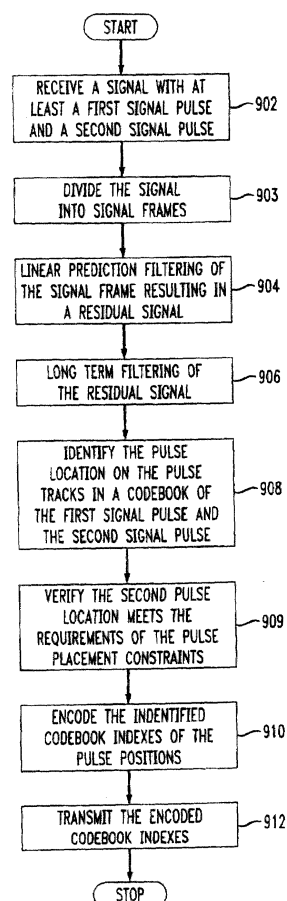 START
RECEIVE A SIGNAL WITH AT
LEAST A FIRST SIGNAL PULSE
AND A SECOND SIGNAL PULSE
902
DIVIDE THE SIGNAL
INTO SIGNAL FRAMES
903
LINEAR PREDICTION FILTERING OF
THE SIGNAL FRAME RESULTING IN
A RESIDUAL SIGNAL
904
LONG TERM FILTERING OF
THE RESIDUAL SIGNAL
906
IDENTIFY THE PULSE
LOCATION ON THE PULSE
TRACKS IN A CODEBOOK OF
THE FIRST SIGNAL PULSE AND
THE SECOND SIGNAL PULSE
908
VERIFY THE SECOND PULSE
LOCATION MEETS THE
REQUIREMENTS OF THE PULSE
PLACEMENT CONSTRAINTS
909
ENCODE THE INDENTIFIED
CODEBOOK INDEXES OF THE
PULSE POSITIONS
910
TRANSMIT THE ENCODED
CODEBOOK INDEXES
912
STOP